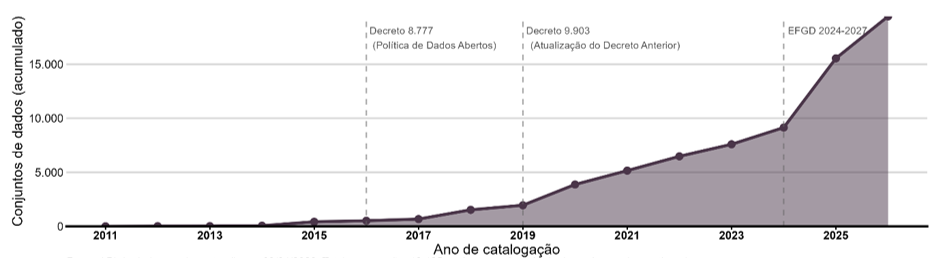 Conjuntos de dados (acumulado)
Decreto 8.777
(Política de Dados Abertos)
Decreto 9.903
(Atualização do Decreto Anterior)
EFGD 2024-2027
15.000
10.000
5.000
0
2011
2013
2015
2017
2019
2021
2023
2025
Ano de catalogação